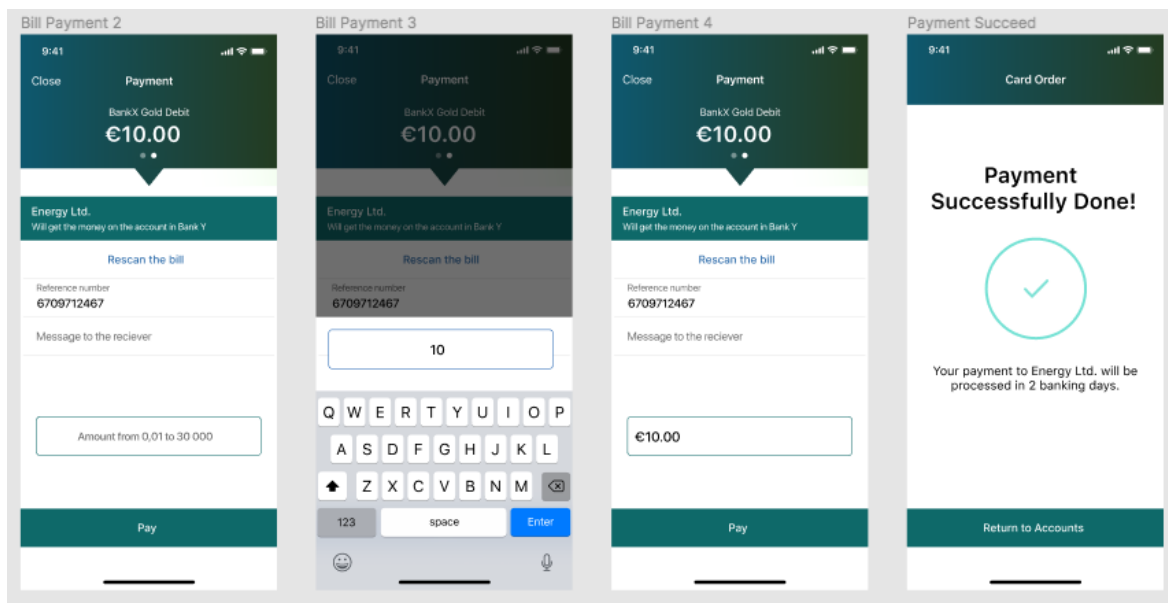 Bill Payment 2
9:41
Close Payment
BankX Gold Debit
€10.00
Energy Ltd.
Will get the money on the account in Bank Y
Rescan the bill
Reference number
6709712467
Message to the reciever
Amount from 0,01 to 30 000
Pay
Bill Payment 3
9:41
Close Payment
BankX Gold Debit
€10.00
Energy Ltd.
Will get the money on the account in Bank Y
Rescan the bill
Reference number
6709712467
10
Q W E R T Y U I O P
A S D F G H J K L
Z X C V B N M
123 space Enter
Bill Payment 4
9:41
Close Payment
BankX Gold Debit
€10.00
Energy Ltd.
Will get the money on the account in Bank Y
Rescan the bill
Reference number
6709712467
Message to the reciever
€10.00
Pay
Payment Succeed
9:41
Card Order
Payment
Successfully Done!
Your payment to Energy Ltd. will be
processed in 2 banking days.
Return to Accounts